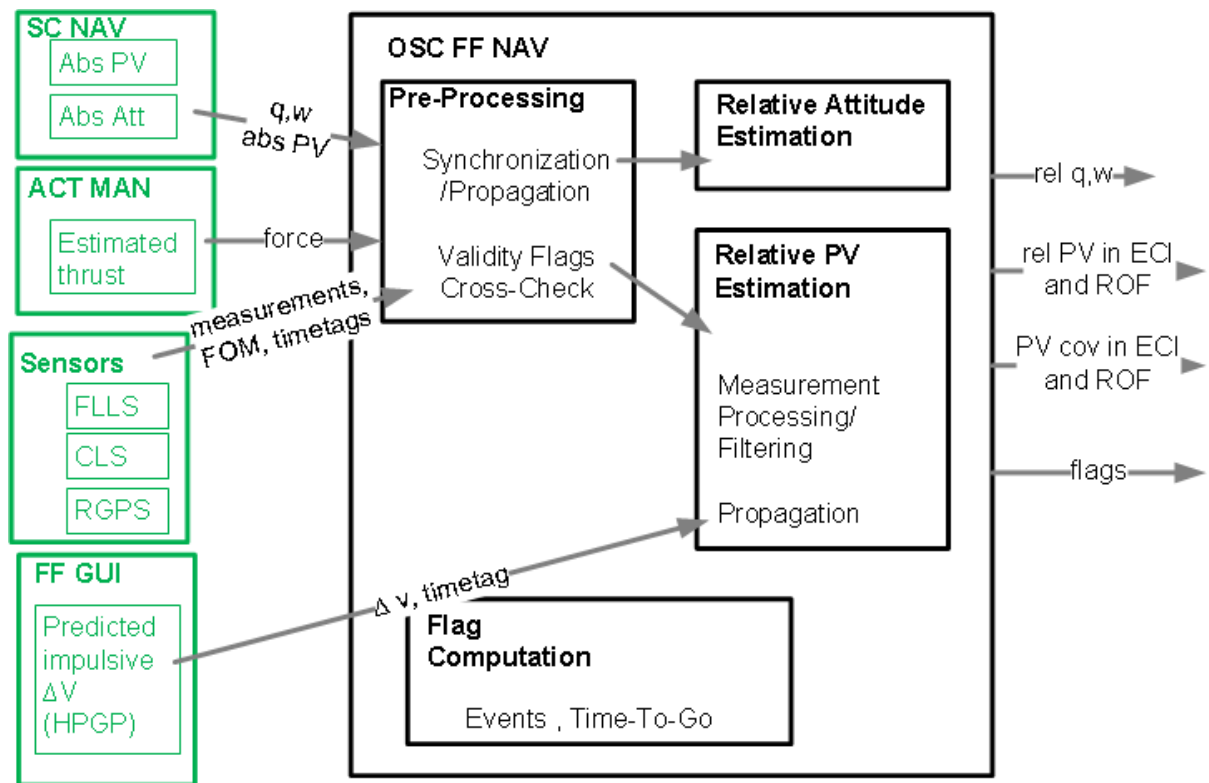 SC NAV
Abs PV
Abs Att
ACT MAN
Estimated
thrust
Sensors
FLLS
CLS
RGPS
FF GUI
Predicted
impulsive
ΔV
(HPGP)
q,w
abs PV
force
measurements,
FOM, timetags
Δ v, timetag
OSC FF NAV
Pre-Processing
Synchronization
/Propagation
Validity Flags
Cross-Check
Relative Attitude
Estimation
Relative PV
Estimation
Measurement
Processing/
Filtering
Propagation
Flag
Computation
Events , Time-To-Go
rel q,w
rel PV in ECI
and ROF
PV cov in ECI
and ROF
flags